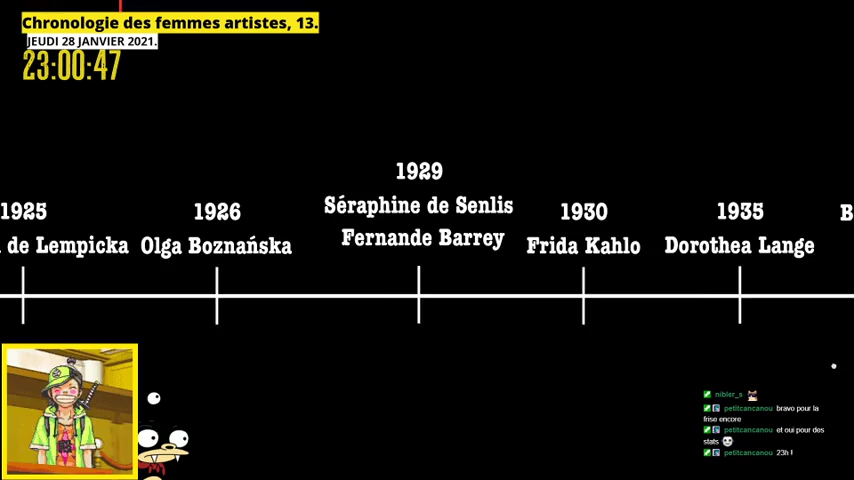 Chronologie des femmes artistes, 13.
JEUDI 28 JANVIER 2021.
23:00:47
1929
1925
1926
Séraphine de Senlis
1930
1935
B
de Lempicka
Olga Boznańska
Fernande Barrey
Frida Kahlo
Dorothea Lange
nibler_s
petitcancanou bravo pour la
frise encore
petitcancanou et oui pour des
stats
petitcancanou 23h !